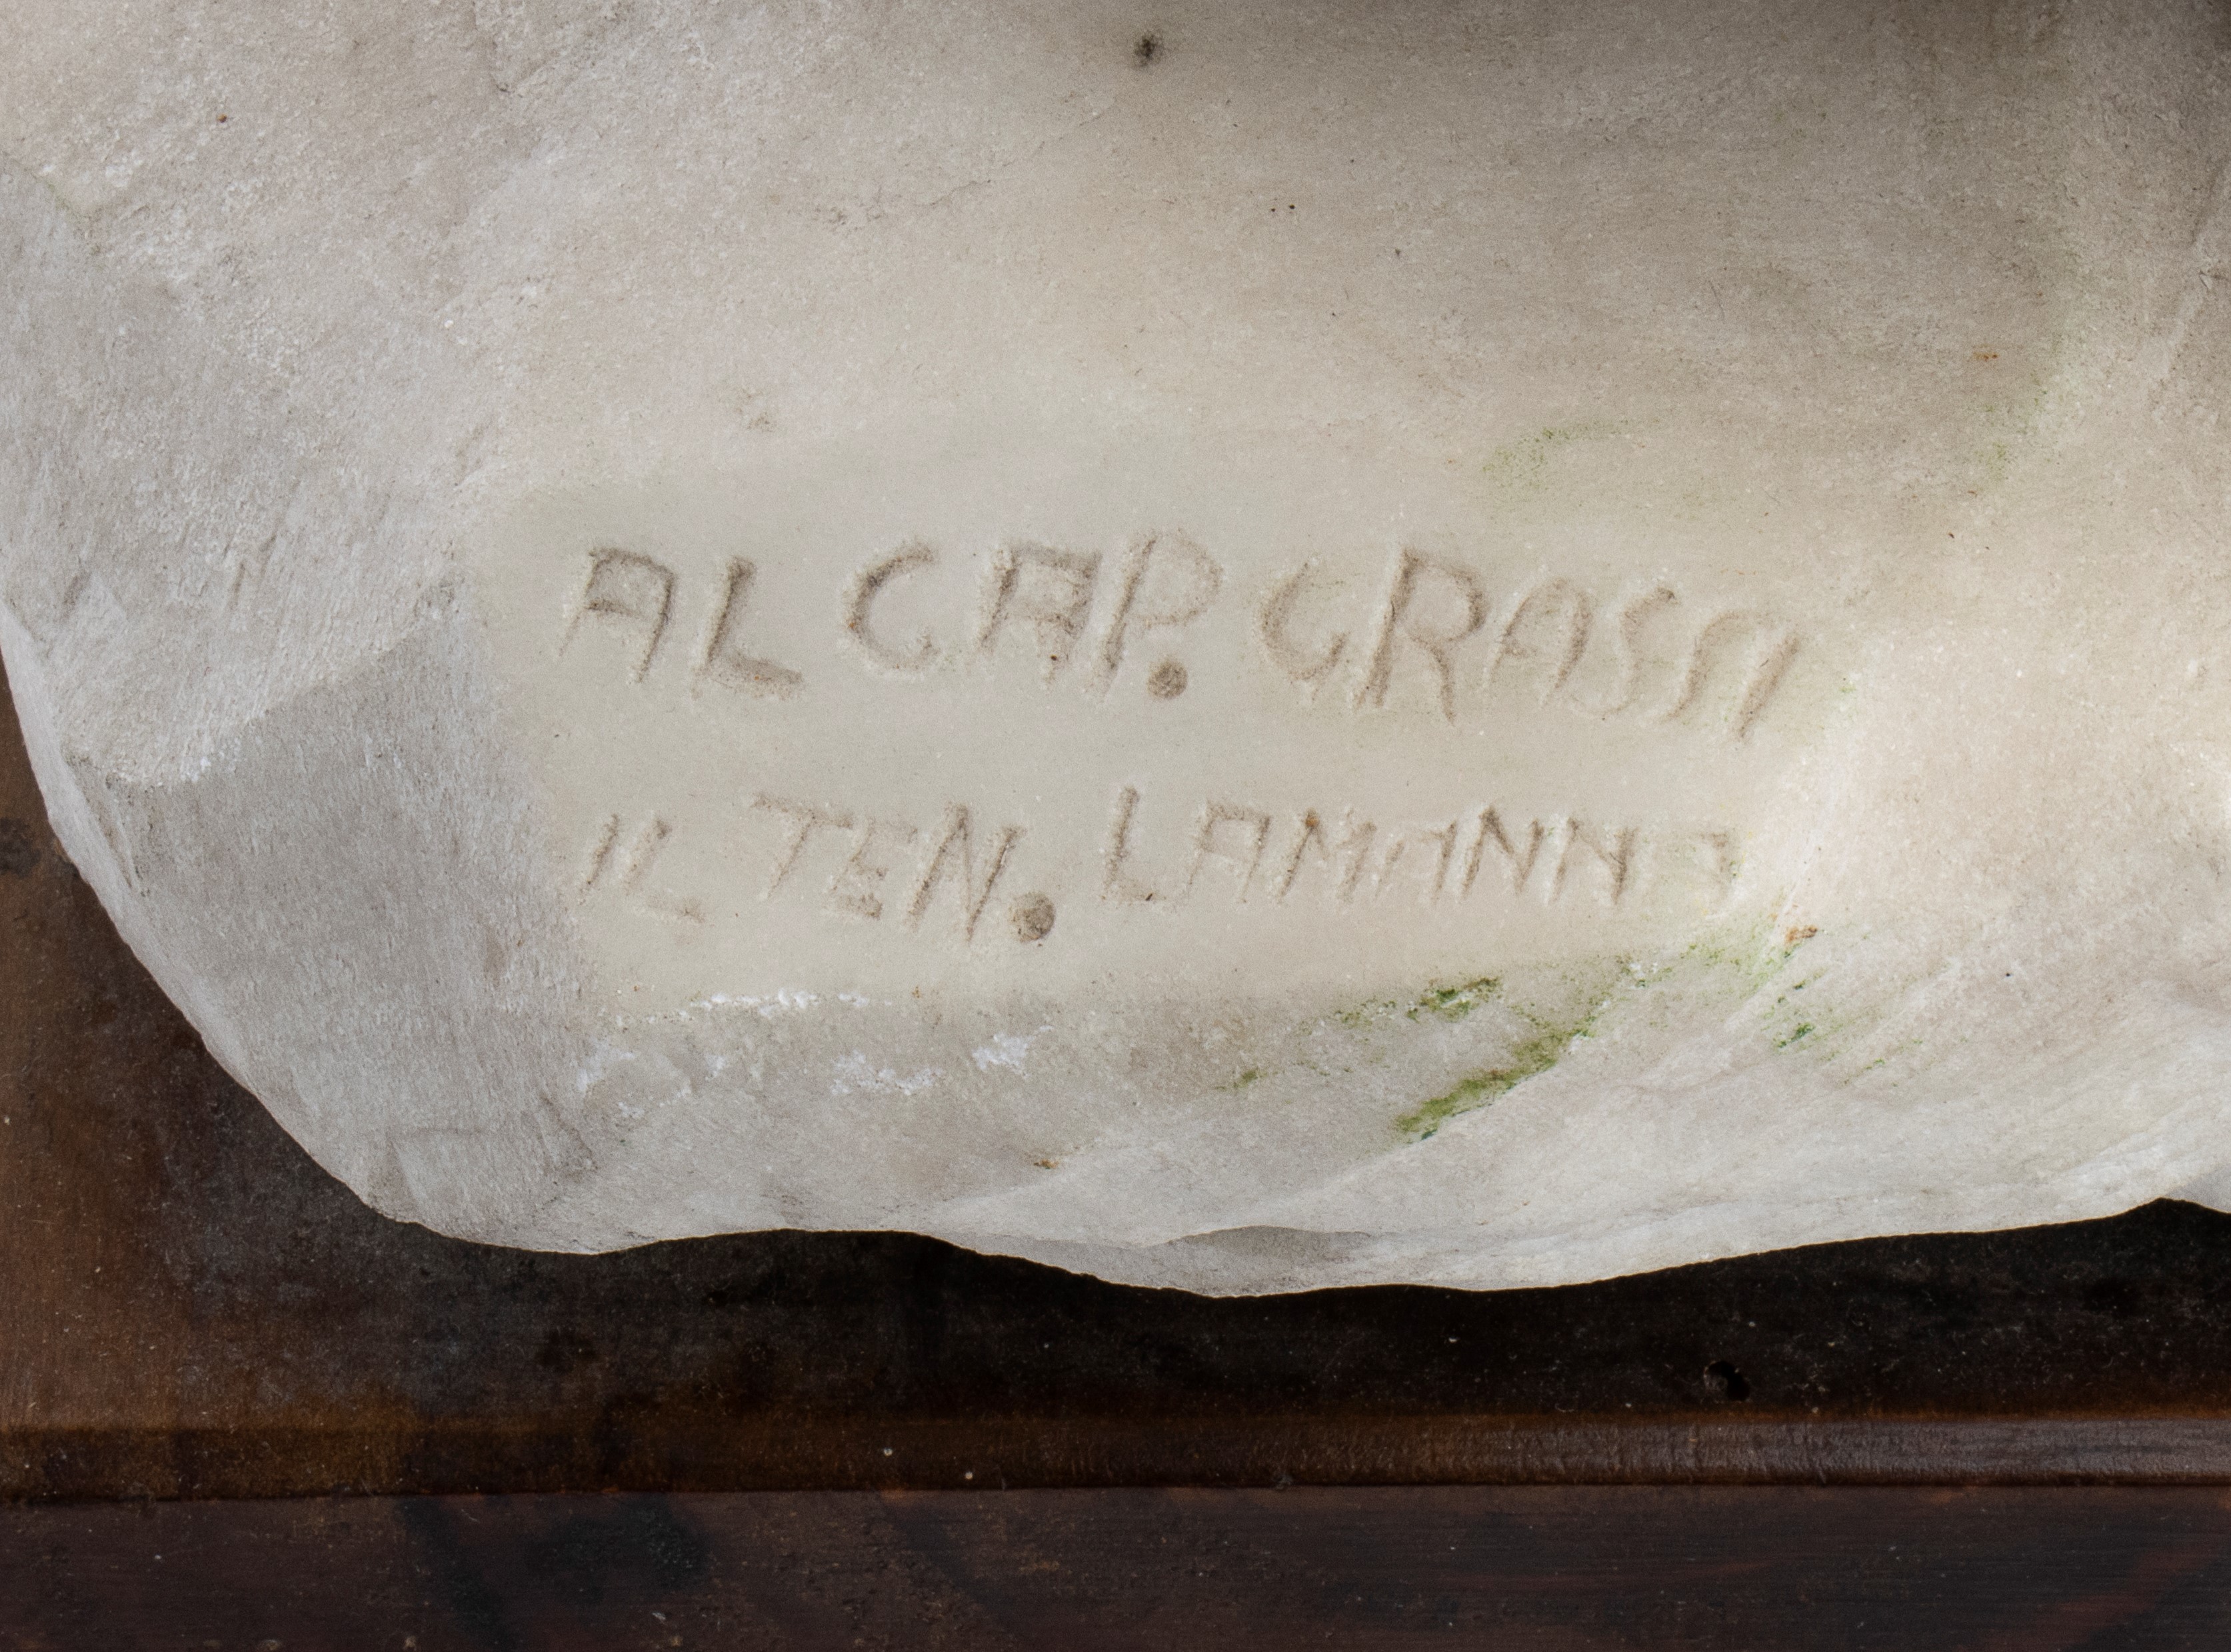 AL CAP. GRASSI
IL TEN. LAMANNA